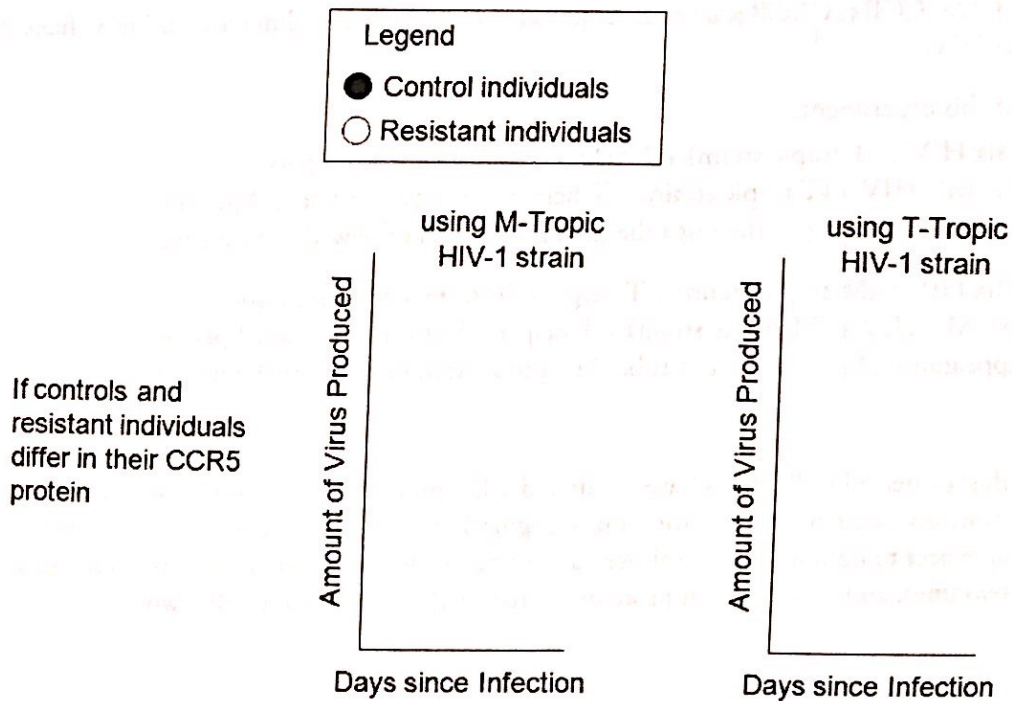 Legend
Control individuals
Resistant individuals
using M-Tropic
HIV-1 strain
using T-Tropic
HIV-1 strain
If controls and
resistant individuals
differ in their CCR5
protein
Amount of Virus Produced
Amount of Virus Produced
Days since Infection
Days since Infection